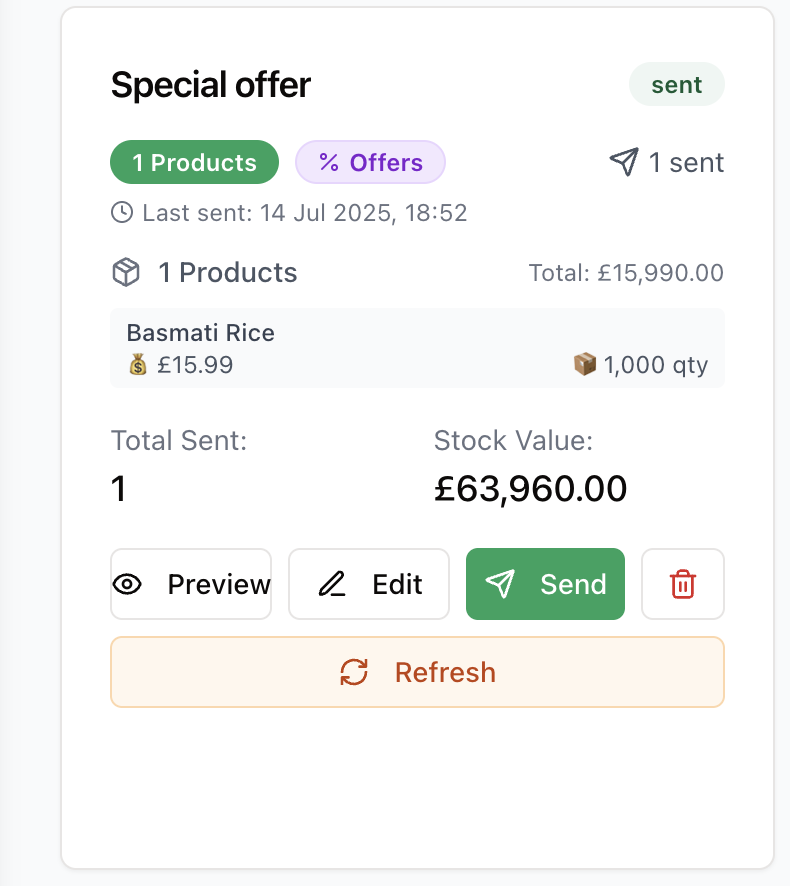 Special offer
sent
1 Products
% Offers
1 sent
Last sent: 14 Jul 2025, 18:52
1 Products
Total: £15,990.00
Basmati Rice
£15.99
1,000 qty
Total Sent:
Stock Value:
1
£63,960.00
Preview
Edit
Send
Refresh